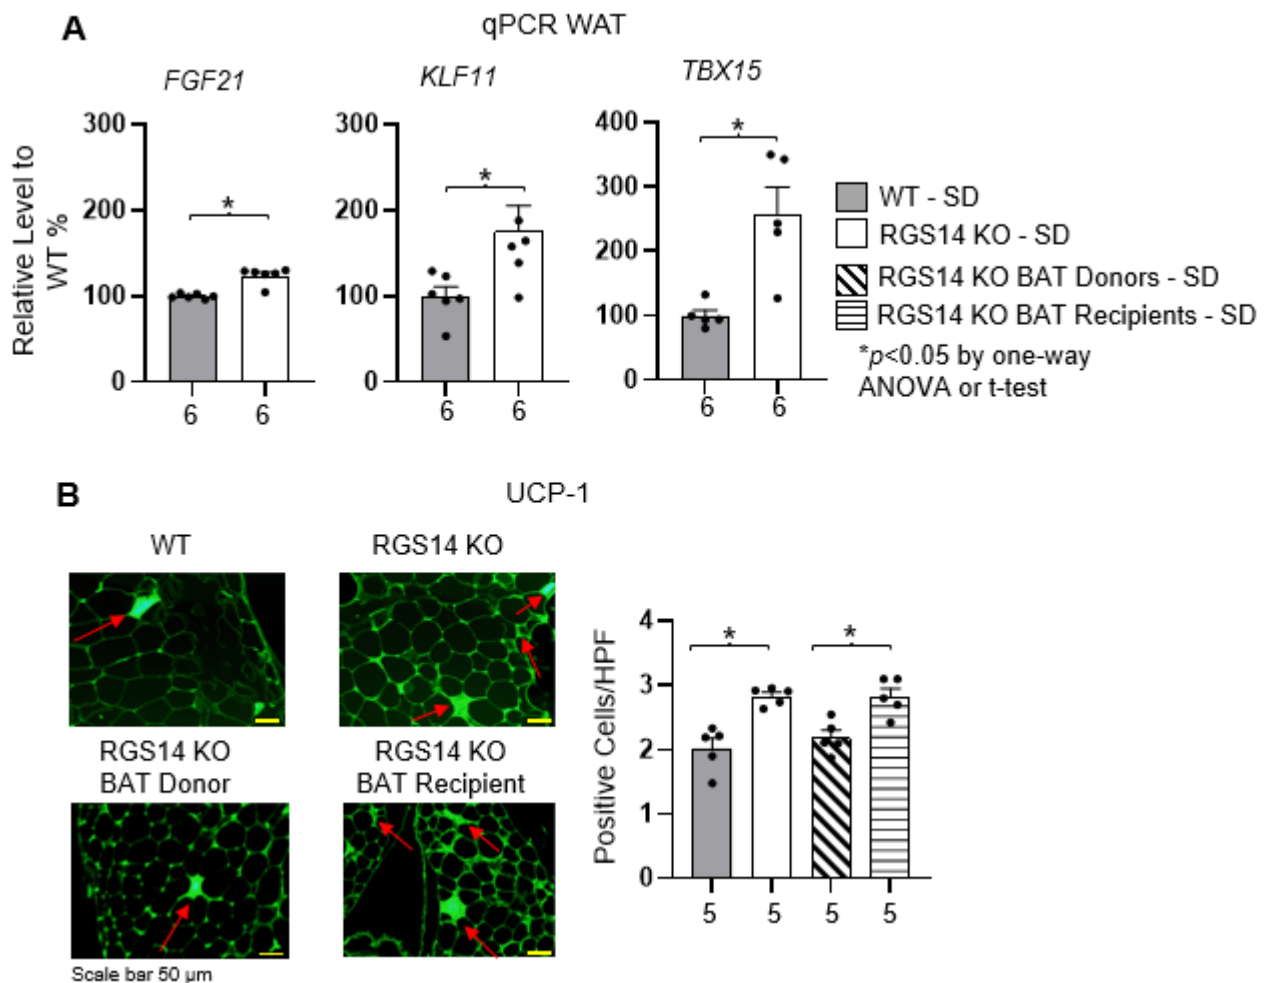 A
qPCR WAT
FGF21
KLF11
TBX15
Relative Level to
WT %
300
200
100
0
6
6
300
200
100
0
6
6
400
300
200
100
0
6
6
*
*
*
WT - SD
RGS14 KO - SD
RGS14 KO BAT Donors - SD
RGS14 KO BAT Recipients - SD
*p<0.05 by one-way
ANOVA or t-test
B
UCP-1
WT
RGS14 KO
RGS14 KO
BAT Donor
RGS14 KO
BAT Recipient
Scale bar 50 µm
Positive Cells/HPF
4
3
2
1
0
*
*
5
5
5
5